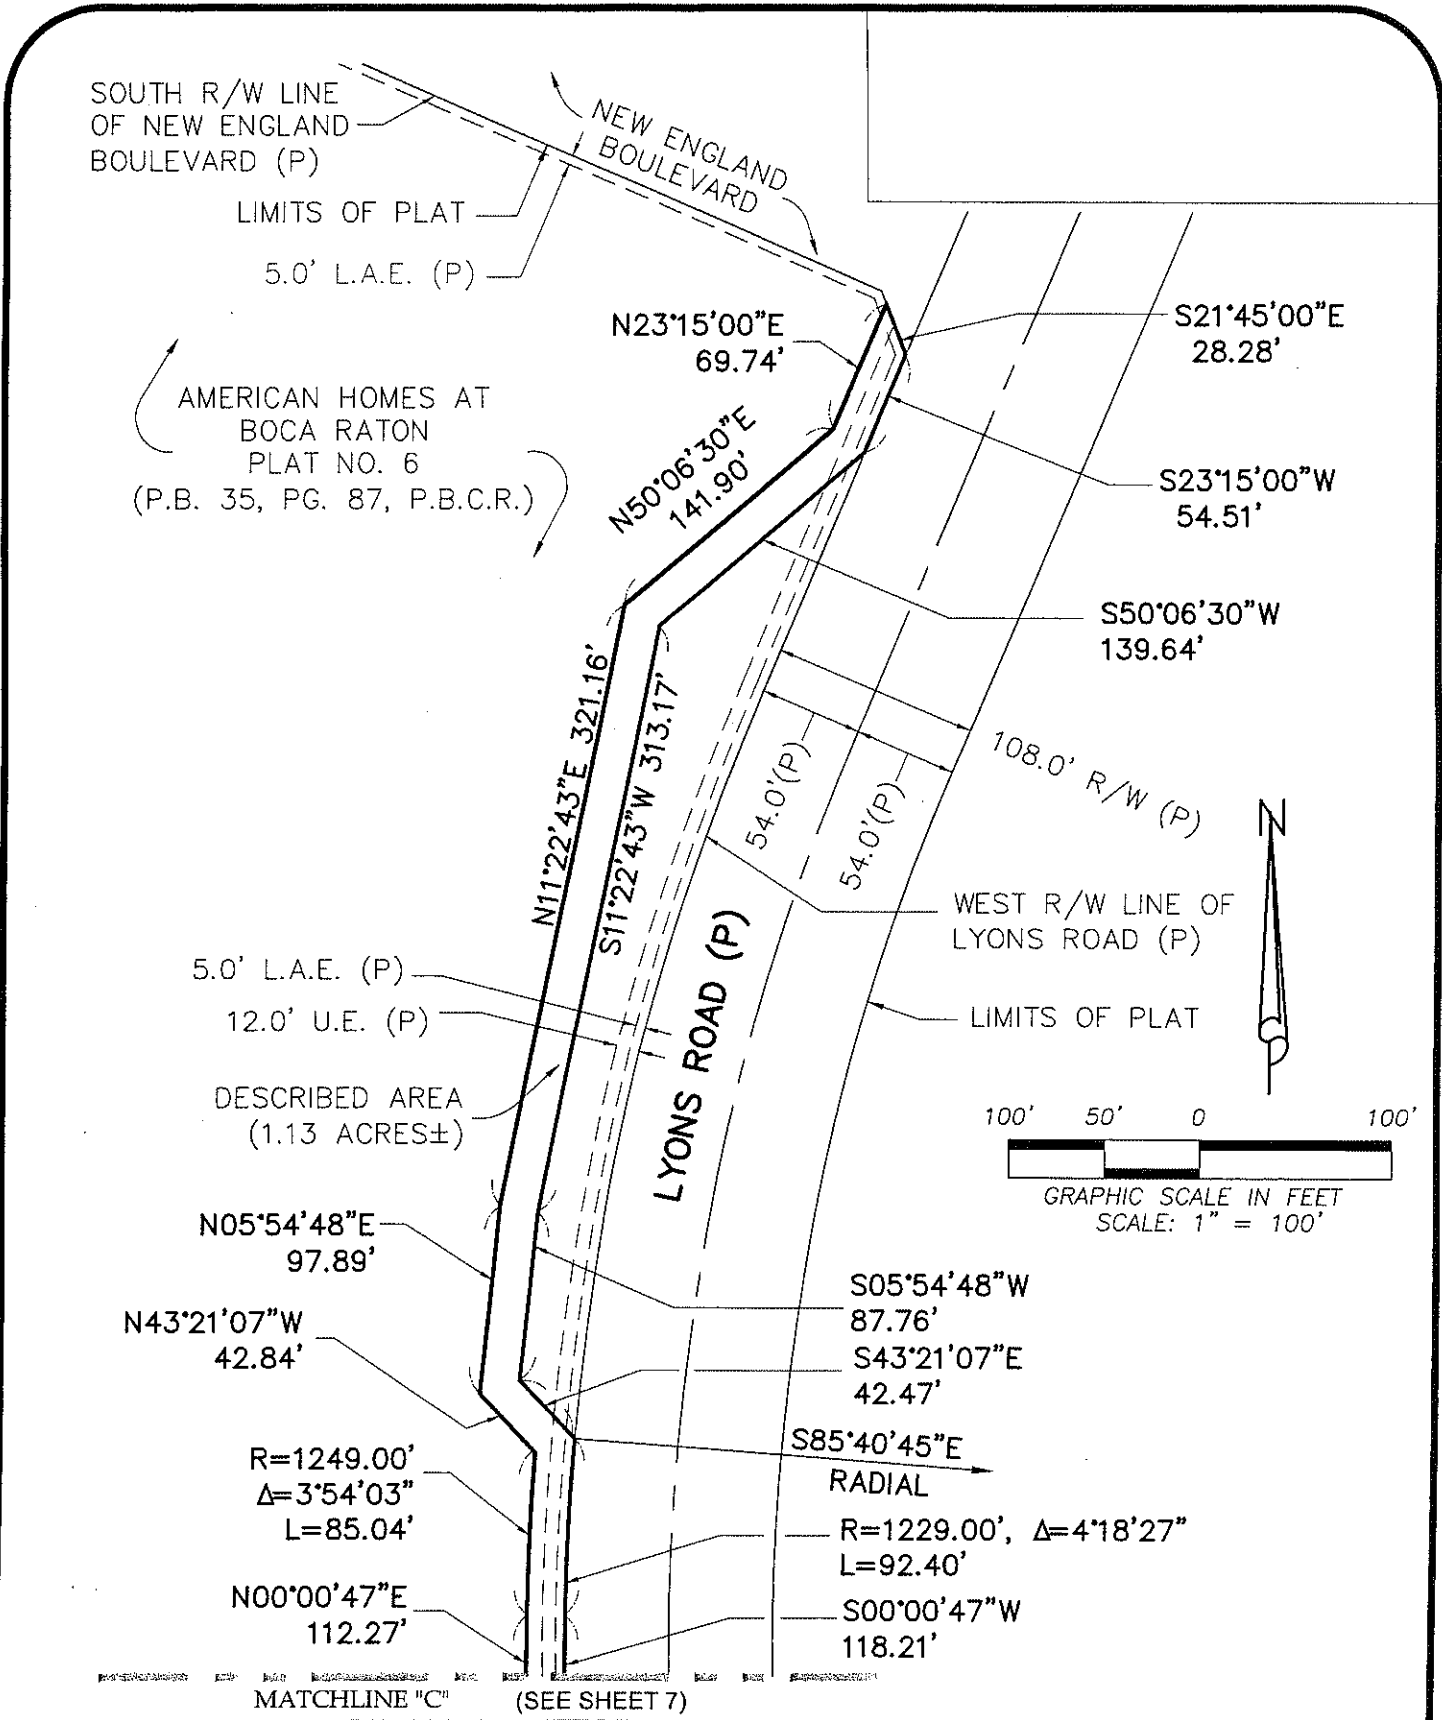 SOUTH R/W LINE
OF NEW ENGLAND
BOULEVARD (P)
NEW ENGLAND
BOULEVARD
LIMITS OF PLAT
5.0' L.A.E. (P)
N23°15'00"E
69.74'
S21°45'00"E
28.28'
AMERICAN HOMES AT
BOCA RATON
PLAT NO. 6
(P.B. 35, PG. 87, P.B.C.R.)
N50°06'30"E
141.90'
S23°15'00"W
54.51'
S50°06'30"W
139.64'
N11°22'43"E 321.16'
S11°22'43"W 313.17'
54.0'(P)
54.0'(P)
108.0' R/W (P)
N
WEST R/W LINE OF
LYONS ROAD (P)
LYONS ROAD (P)
5.0' L.A.E. (P)
12.0' U.E. (P)
LIMITS OF PLAT
DESCRIBED AREA
(1.13 ACRES±)
100' 50' 0 100'
GRAPHIC SCALE IN FEET
SCALE: 1" = 100'
N05°54'48"E
97.89'
S05°54'48"W
87.76'
N43°21'07"W
42.84'
S43°21'07"E
42.47'
S85°40'45"E
RADIAL
R=1249.00'
Δ=3°54'03"
L=85.04'
R=1229.00', Δ=4°18'27"
L=92.40'
N00°00'47"E
112.27'
S00°00'47"W
118.21'
MATCHLINE "C" (SEE SHEET 7)